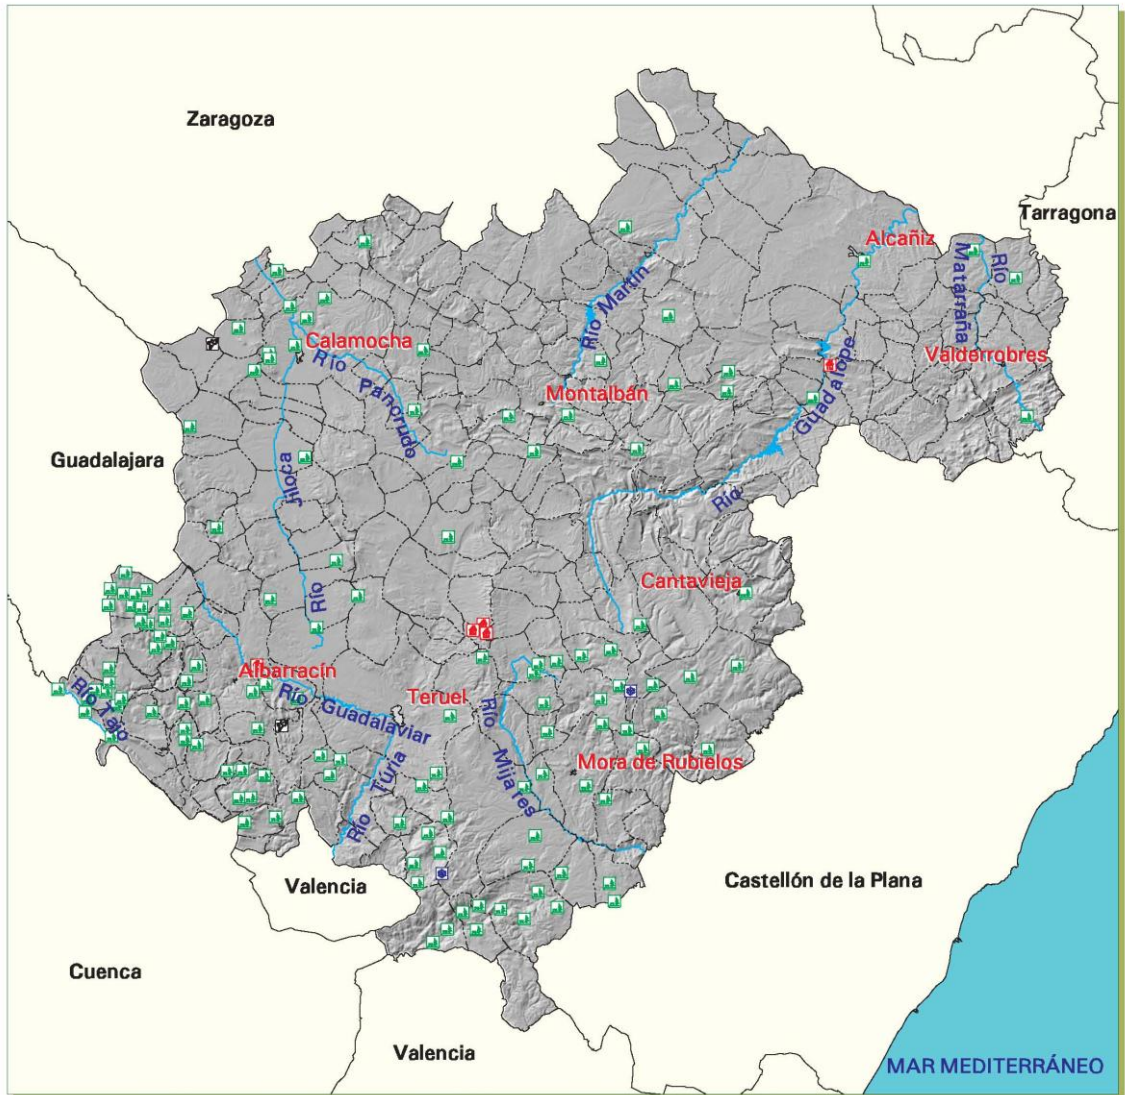 Zaragoza
Tarragona
Alcañiz
Río Matarraña
Río Martín
Calamocha
Río Pancrudo
Valderrobres
Montalbán
Río Guadalope
Guadalajara
Río Jiloca
Cantavieja
Albarracín
Río Tajo
Río Guadalaviar
Teruel
Río Mijares
Mora de Rubielos
Río Turia
Valencia
Castellón de la Plana
Cuenca
Valencia
MAR MEDITERRÁNEO